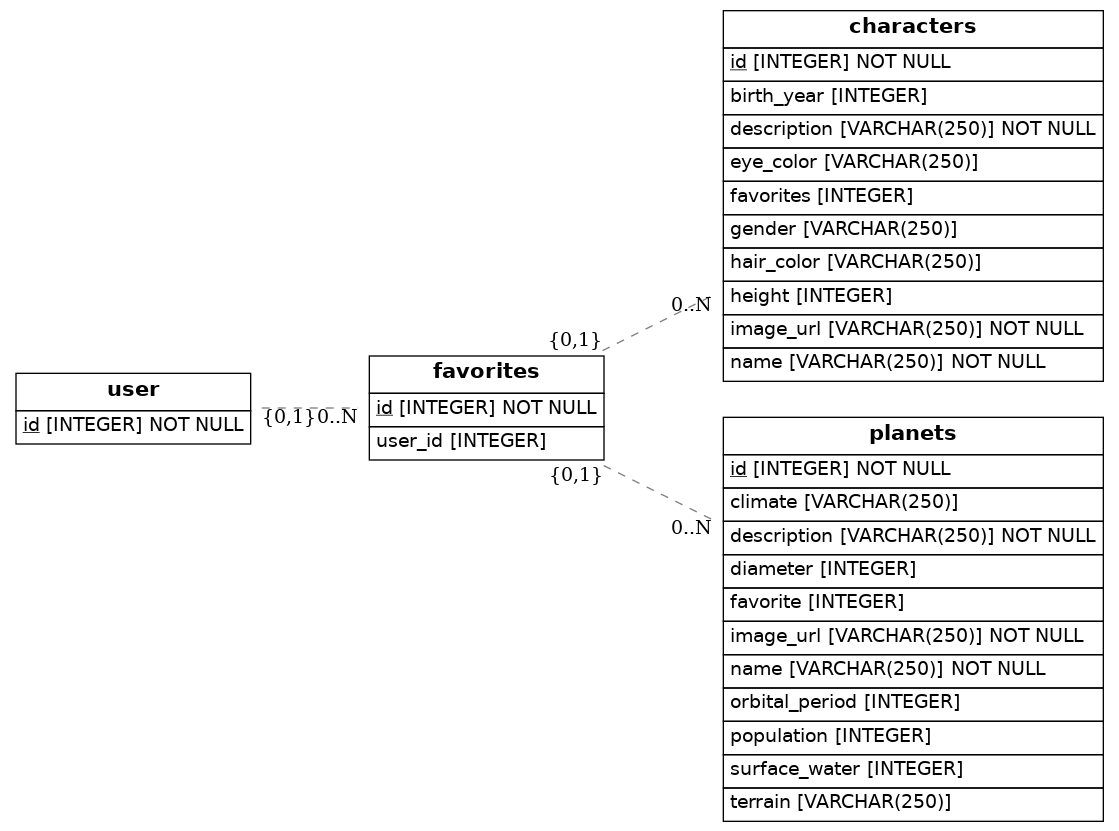 characters
id [INTEGER] NOT NULL
birth_year [INTEGER]
description [VARCHAR(250)] NOT NULL
eye_color [VARCHAR(250)]
favorites [INTEGER]
gender [VARCHAR(250)]
hair_color [VARCHAR(250)]
height [INTEGER]
image_url [VARCHAR(250)] NOT NULL
name [VARCHAR(250)] NOT NULL
0..N
{0,1}
user
id [INTEGER] NOT NULL
{0,1}
0..N
favorites
id [INTEGER] NOT NULL
user_id [INTEGER]
{0,1}
0..N
planets
id [INTEGER] NOT NULL
climate [VARCHAR(250)]
description [VARCHAR(250)] NOT NULL
diameter [INTEGER]
favorite [INTEGER]
image_url [VARCHAR(250)] NOT NULL
name [VARCHAR(250)] NOT NULL
orbital_period [INTEGER]
population [INTEGER]
surface_water [INTEGER]
terrain [VARCHAR(250)]